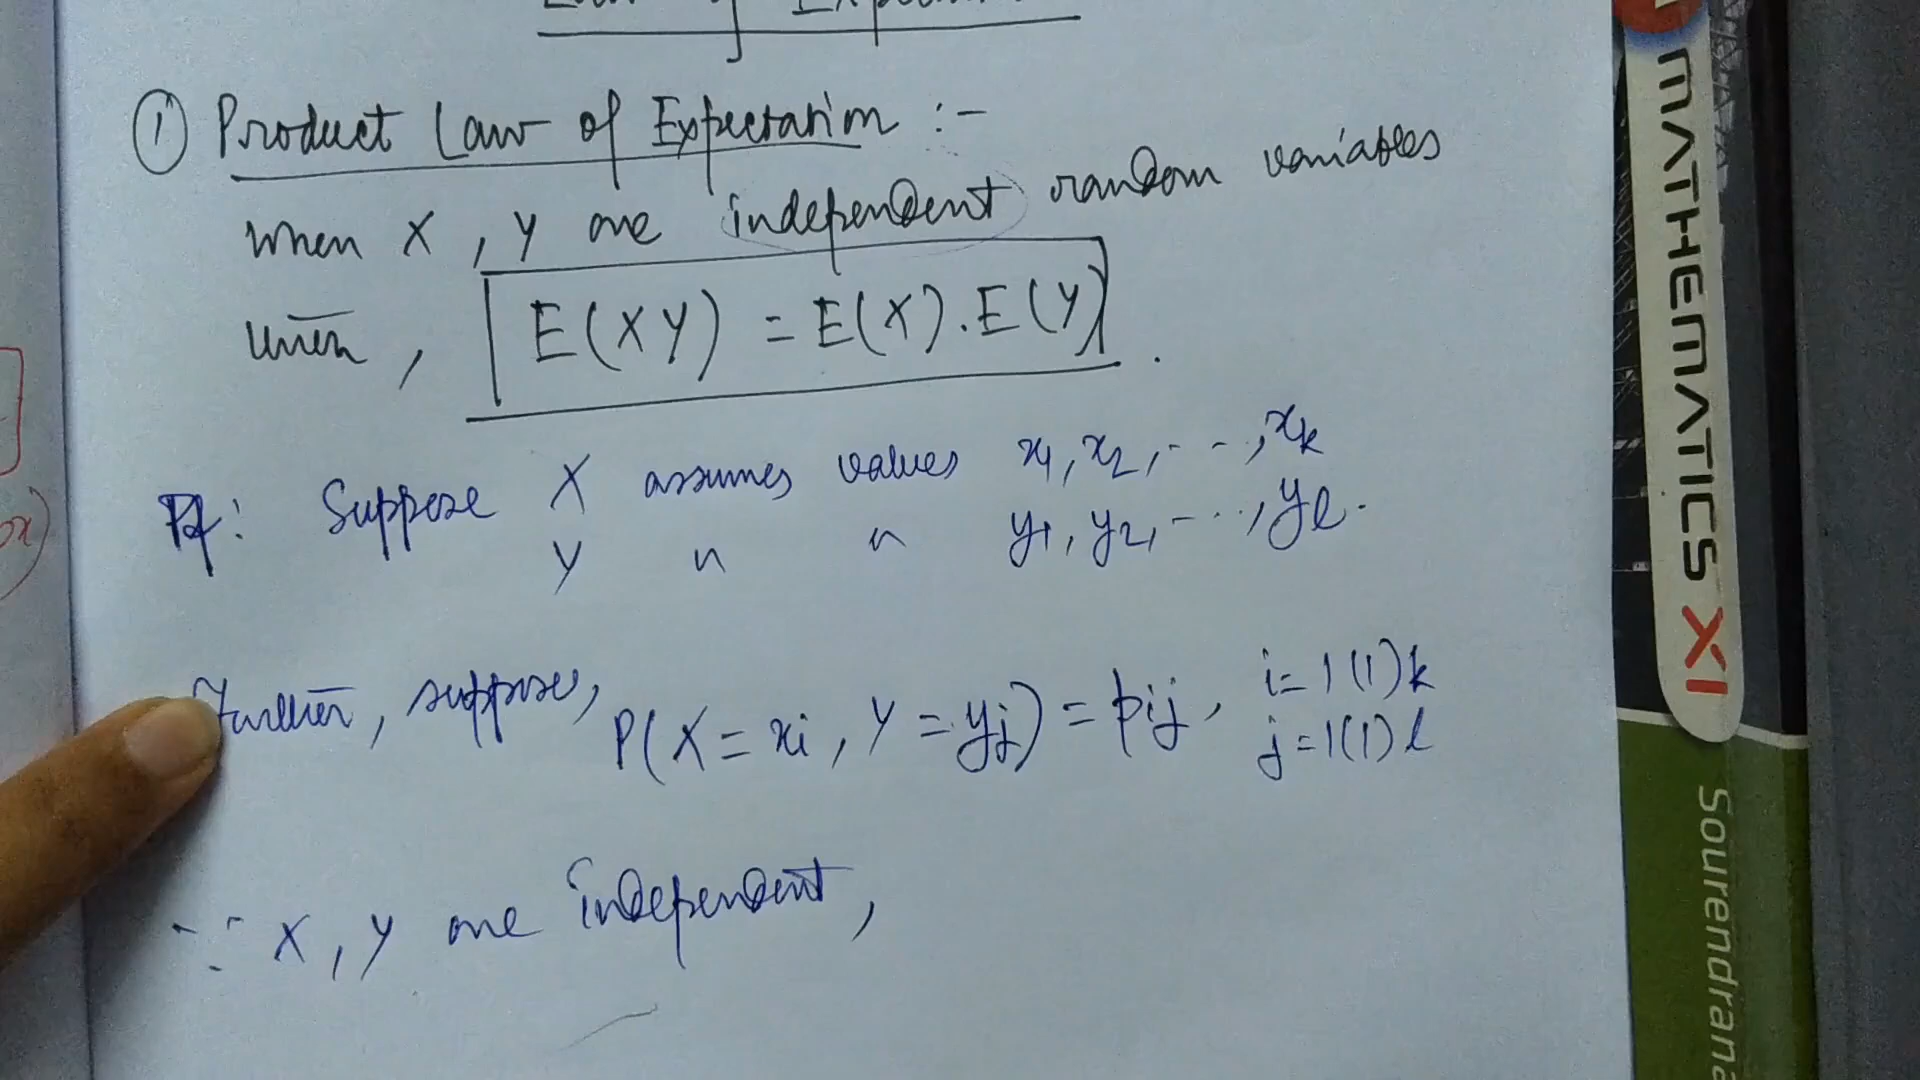 ① Product Law of Expectation :-
when X, Y are independent random variables
then, E(XY) = E(X).E(Y).
Pf: Suppose X assumes values x1, x2, ..., xk
Y " " y1, y2, ..., yl.
Further, suppose, P(X = xi, Y = yj) = pij, i = 1(1)k
j = 1(1)l
∵ X, Y are independent,
MATHEMATICS XI
Sourendrana
ox)